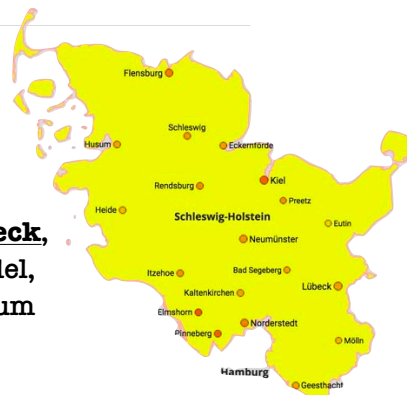 Flensburg
Schleswig
Husum
Eckernförde
Kiel
Rendsburg
Preetz
Heide
Schleswig-Holstein
Eutin
eck,
Neumünster
lel,
Itzehoe
Bad Segeberg
Lübeck
Kaltenkirchen
um
Elmshorn
Norderstedt
Pinneberg
Mölln
Hamburg
Geesthacht